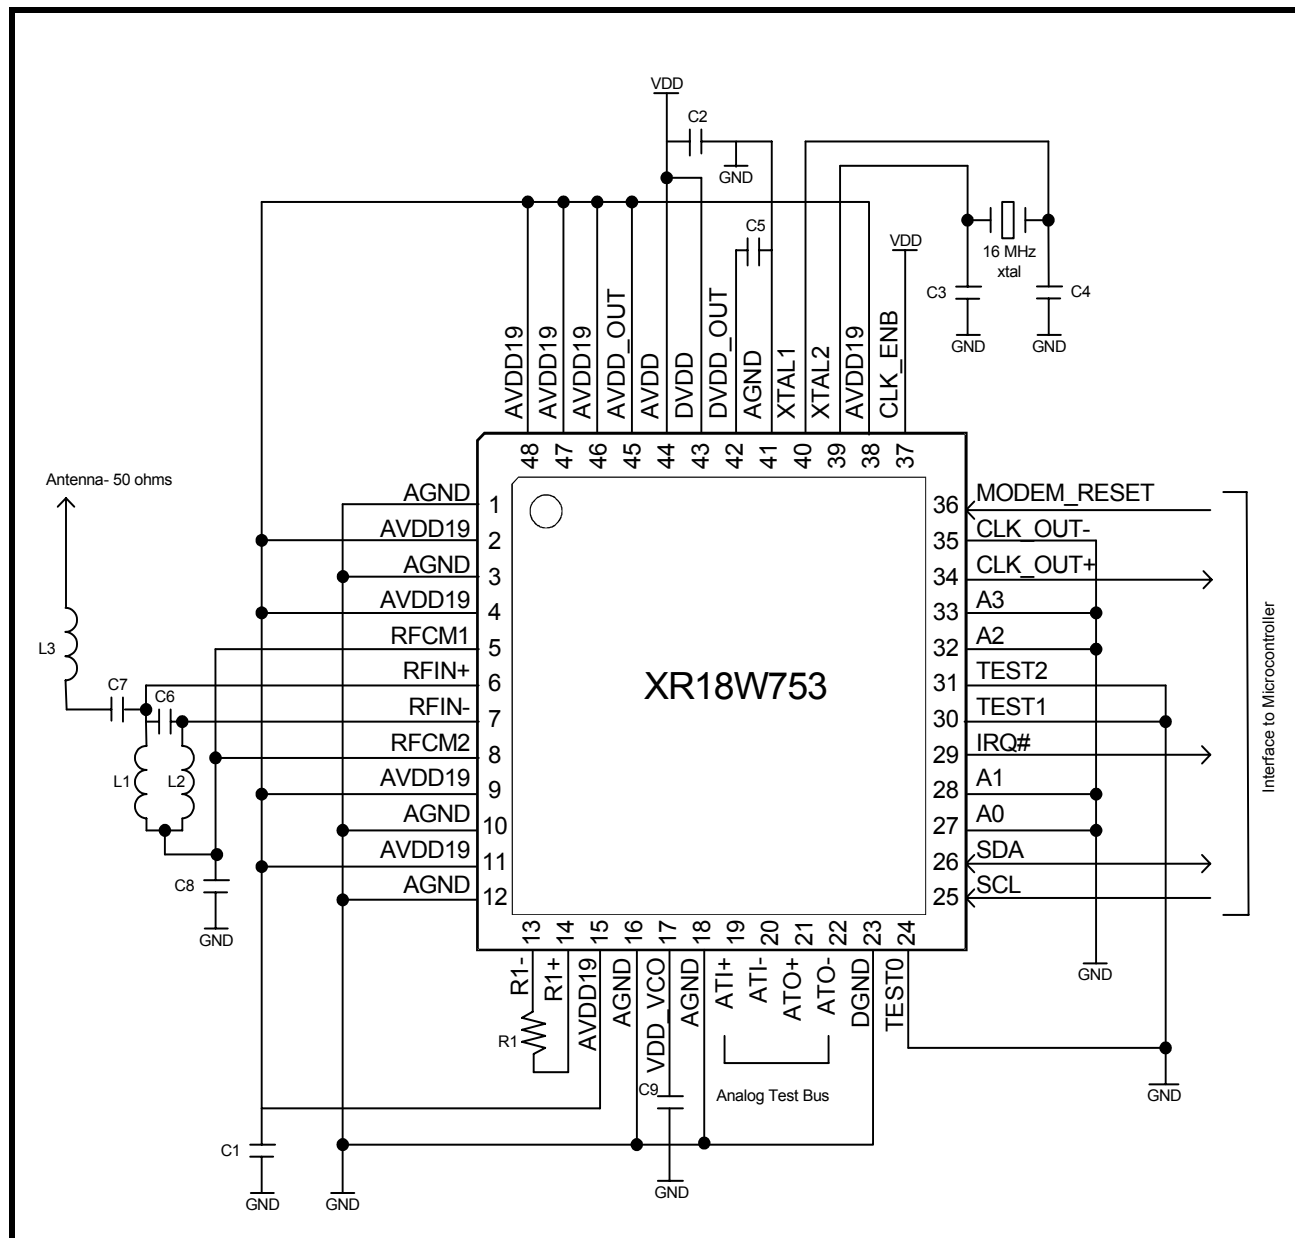 VDD
C2
GND
C5
VDD
16 MHz
xtal
C3
C4
GND
GND
AVDD19
AVDD19
AVDD19
AVDD_OUT
AVDD
DVDD
DVDD_OUT
AGND
XTAL1
XTAL2
AVDD19
CLK_ENB
48
47
46
45
44
43
42
41
40
39
38
37
Antenna- 50 ohms
L3
C7
C6
L1
L2
C8
GND
AGND
AVDD19
AGND
AVDD19
RFCM1
RFIN+
RFIN-
RFCM2
AVDD19
AGND
AVDD19
AGND
1
2
3
4
5
6
7
8
9
10
11
12
XR18W753
36
35
34
33
32
31
30
29
28
27
26
25
MODEM_RESET
CLK_OUT-
CLK_OUT+
A3
A2
TEST2
TEST1
IRQ#
A1
A0
SDA
SCL
Interface to Microcontroller
13
14
15
16
17
18
19
20
21
22
23
24
R1-
R1+
AVDD19
AGND
VDD_VCO
AGND
ATI+
ATI-
ATO+
ATO-
DGND
TEST0
GND
R1
C9
Analog Test Bus
GND
C1
GND
GND
GND